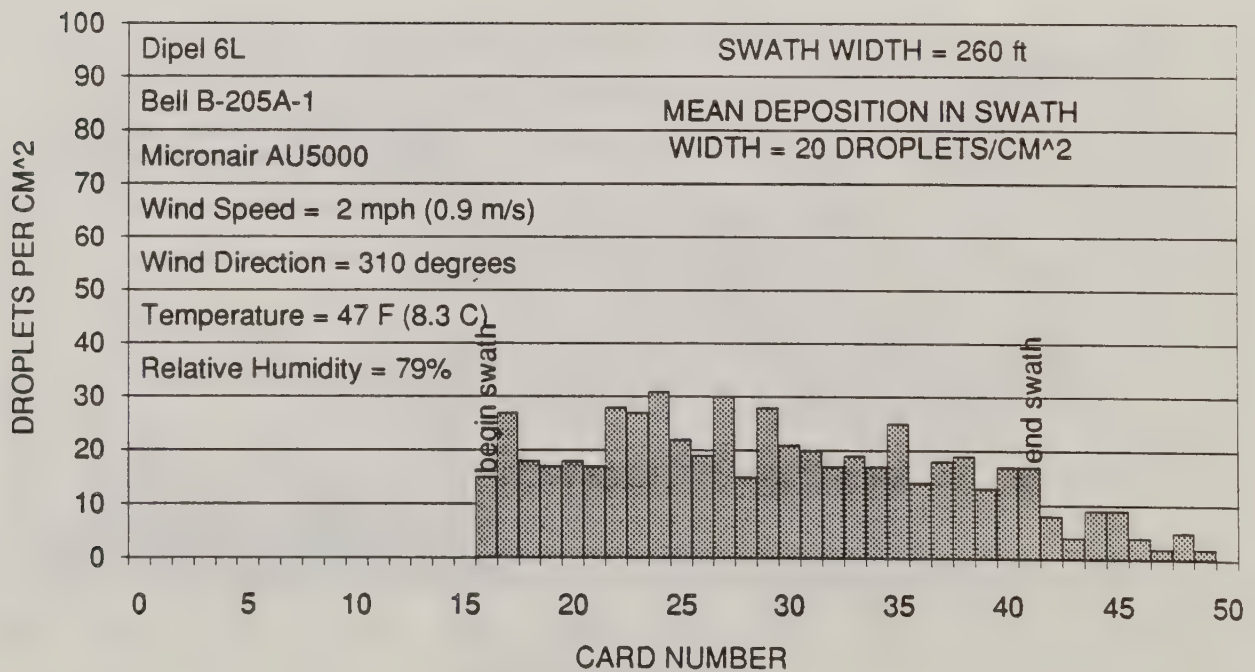 DROPLETS PER CM^2
100
90
80
70
60
50
40
30
20
10
0
Dipel 6L
SWATH WIDTH = 260 ft
Bell B-205A-1
MEAN DEPOSITION IN SWATH
WIDTH = 20 DROPLETS/CM^2
Micronair AU5000
Wind Speed = 2 mph (0.9 m/s)
Wind Direction = 310 degrees
Temperature = 47 F (8.3 C)
Relative Humidity = 79%
begin swath
end swath
0 5 10 15 20 25 30 35 40 45 50
CARD NUMBER